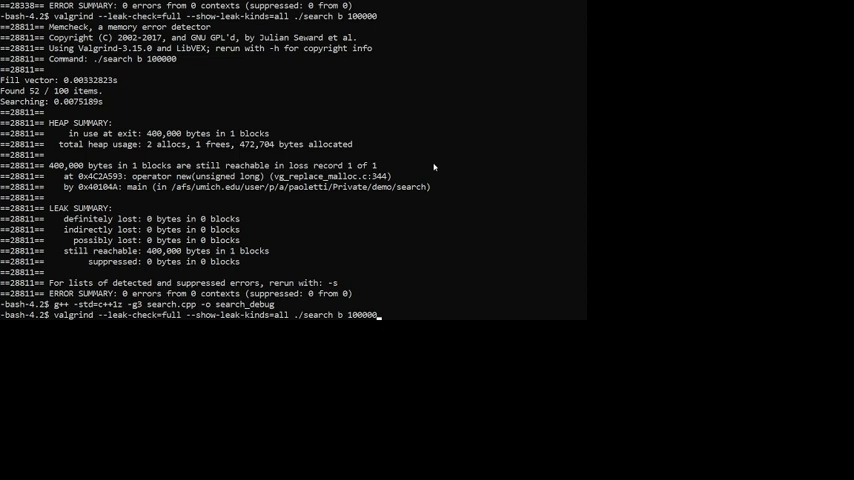 ==28338== ERROR SUMMARY: 0 errors from 0 contexts (suppressed: 0 from 0)
-bash-4.2$ valgrind --leak-check=full --show-leak-kinds=all ./search b 100000
==28811== Memcheck, a memory error detector
==28811== Copyright (C) 2002-2017, and GNU GPL'd, by Julian Seward et al.
==28811== Using Valgrind-3.15.0 and LibVEX; rerun with -h for copyright info
==28811== Command: ./search b 100000
==28811==
Fill vector: 0.00332823s
Found 52 / 100 items.
Searching: 0.0075189s
==28811==
==28811== HEAP SUMMARY:
==28811==     in use at exit: 400,000 bytes in 1 blocks
==28811==   total heap usage: 2 allocs, 1 frees, 472,704 bytes allocated
==28811==
==28811== 400,000 bytes in 1 blocks are still reachable in loss record 1 of 1
==28811==    at 0x4C2A593: operator new(unsigned long) (vg_replace_malloc.c:344)
==28811==    by 0x40104A: main (in /afs/umich.edu/user/p/a/paoletti/Private/demo/search)
==28811==
==28811== LEAK SUMMARY:
==28811==    definitely lost: 0 bytes in 0 blocks
==28811==    indirectly lost: 0 bytes in 0 blocks
==28811==      possibly lost: 0 bytes in 0 blocks
==28811==    still reachable: 400,000 bytes in 1 blocks
==28811==         suppressed: 0 bytes in 0 blocks
==28811==
==28811== For lists of detected and suppressed errors, rerun with: -s
==28811== ERROR SUMMARY: 0 errors from 0 contexts (suppressed: 0 from 0)
-bash-4.2$ g++ -std=c++1z -g3 search.cpp -o search_debug
-bash-4.2$ valgrind --leak-check=full --show-leak-kinds=all ./search b 100000